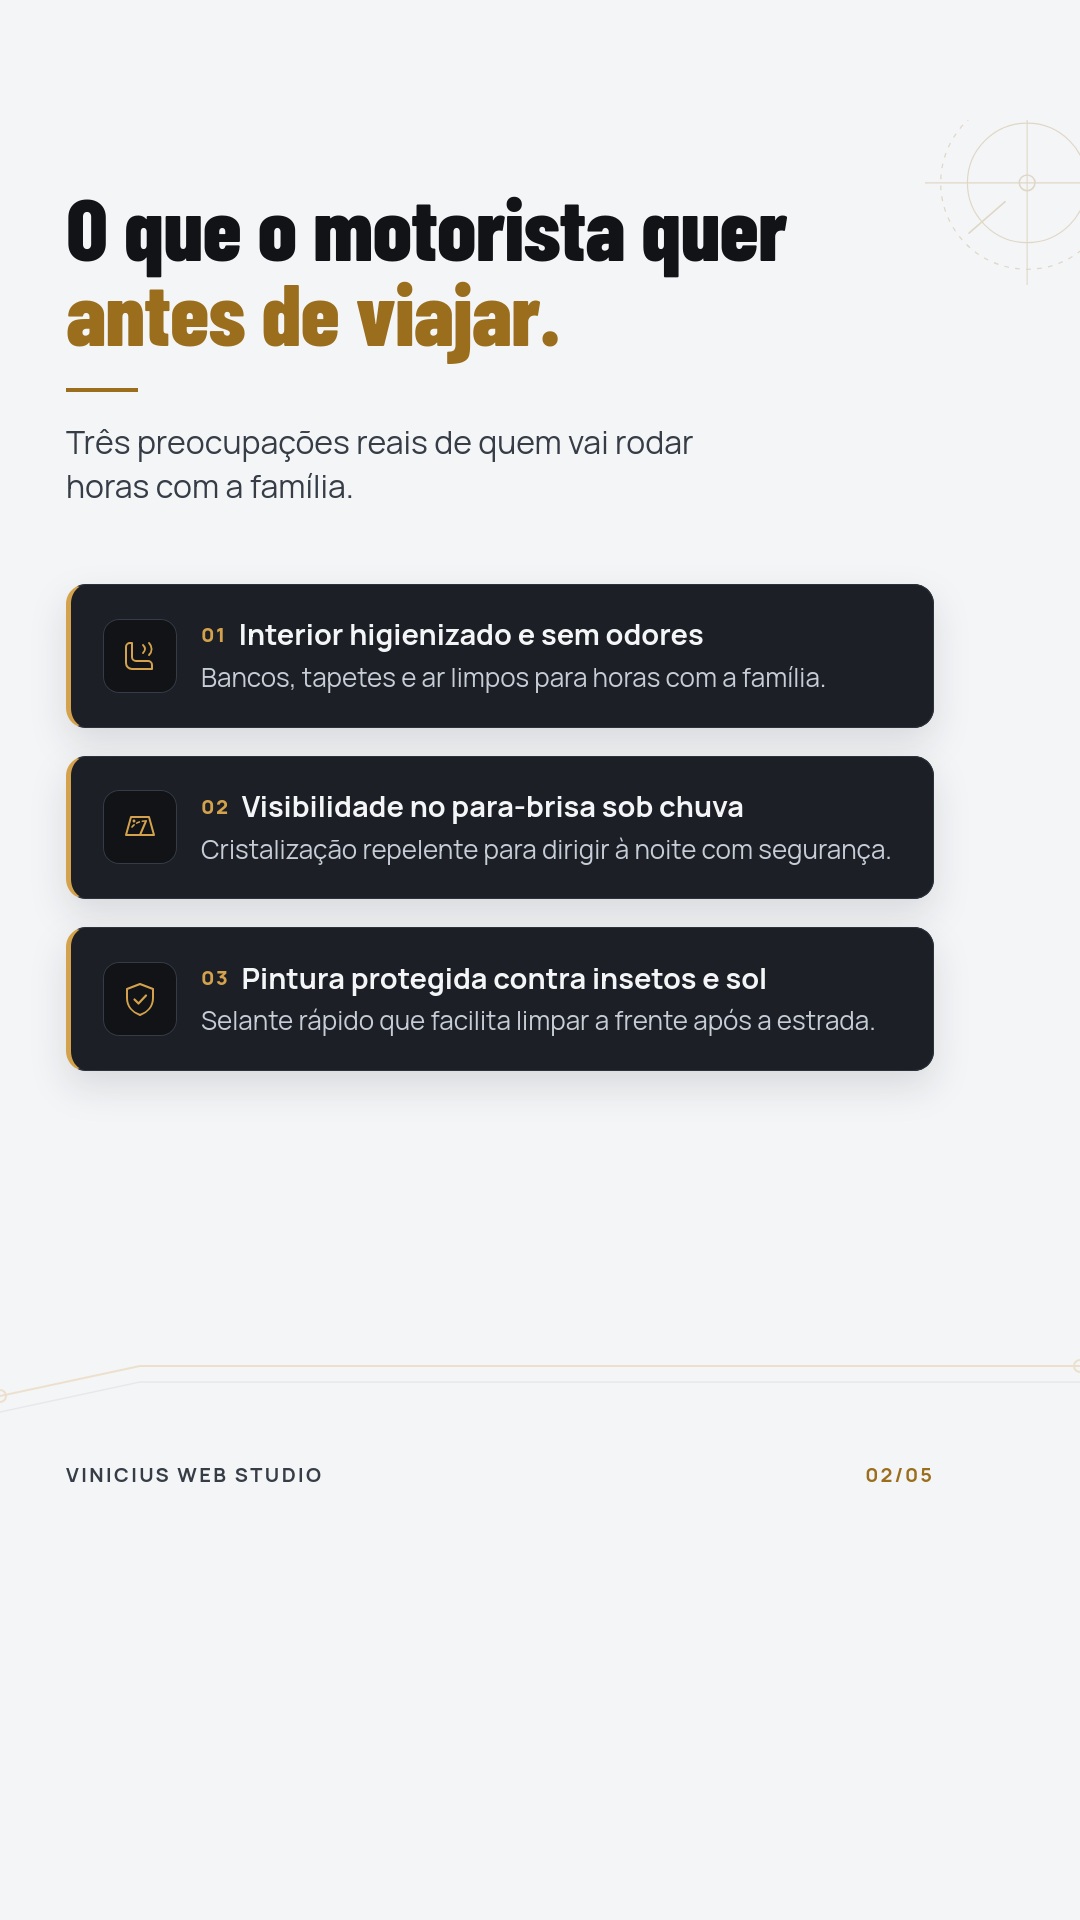 O que o motorista quer
antes de viajar.
Três preocupações reais de quem vai rodar
horas com a família.
01 Interior higienizado e sem odores
Bancos, tapetes e ar limpos para horas com a família.
02 Visibilidade no para-brisa sob chuva
Cristalização repelente para dirigir à noite com segurança.
03 Pintura protegida contra insetos e sol
Selante rápido que facilita limpar a frente após a estrada.
VINICIUS WEB STUDIO
02/05